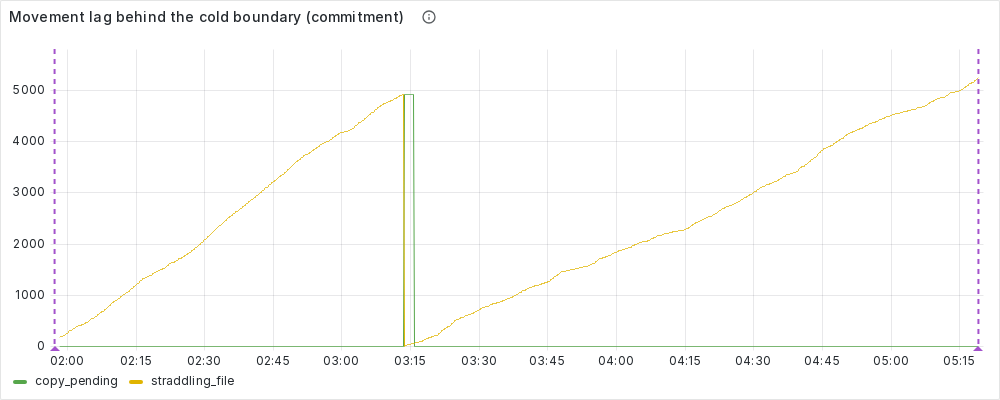 Movement lag behind the cold boundary (commitment)
5000
4000
3000
2000
1000
0
02:00 02:15 02:30 02:45 03:00 03:15 03:30 03:45 04:00 04:15 04:30 04:45 05:00 05:15
copy_pending straddling_file